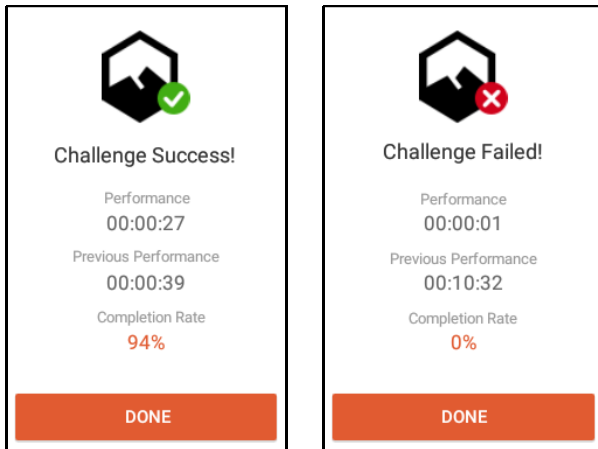 Challenge Success!
Performance
00:00:27
Previous Performance
00:00:39
Completion Rate
94%
DONE
Challenge Failed!
Performance
00:00:01
Previous Performance
00:10:32
Completion Rate
0%
DONE